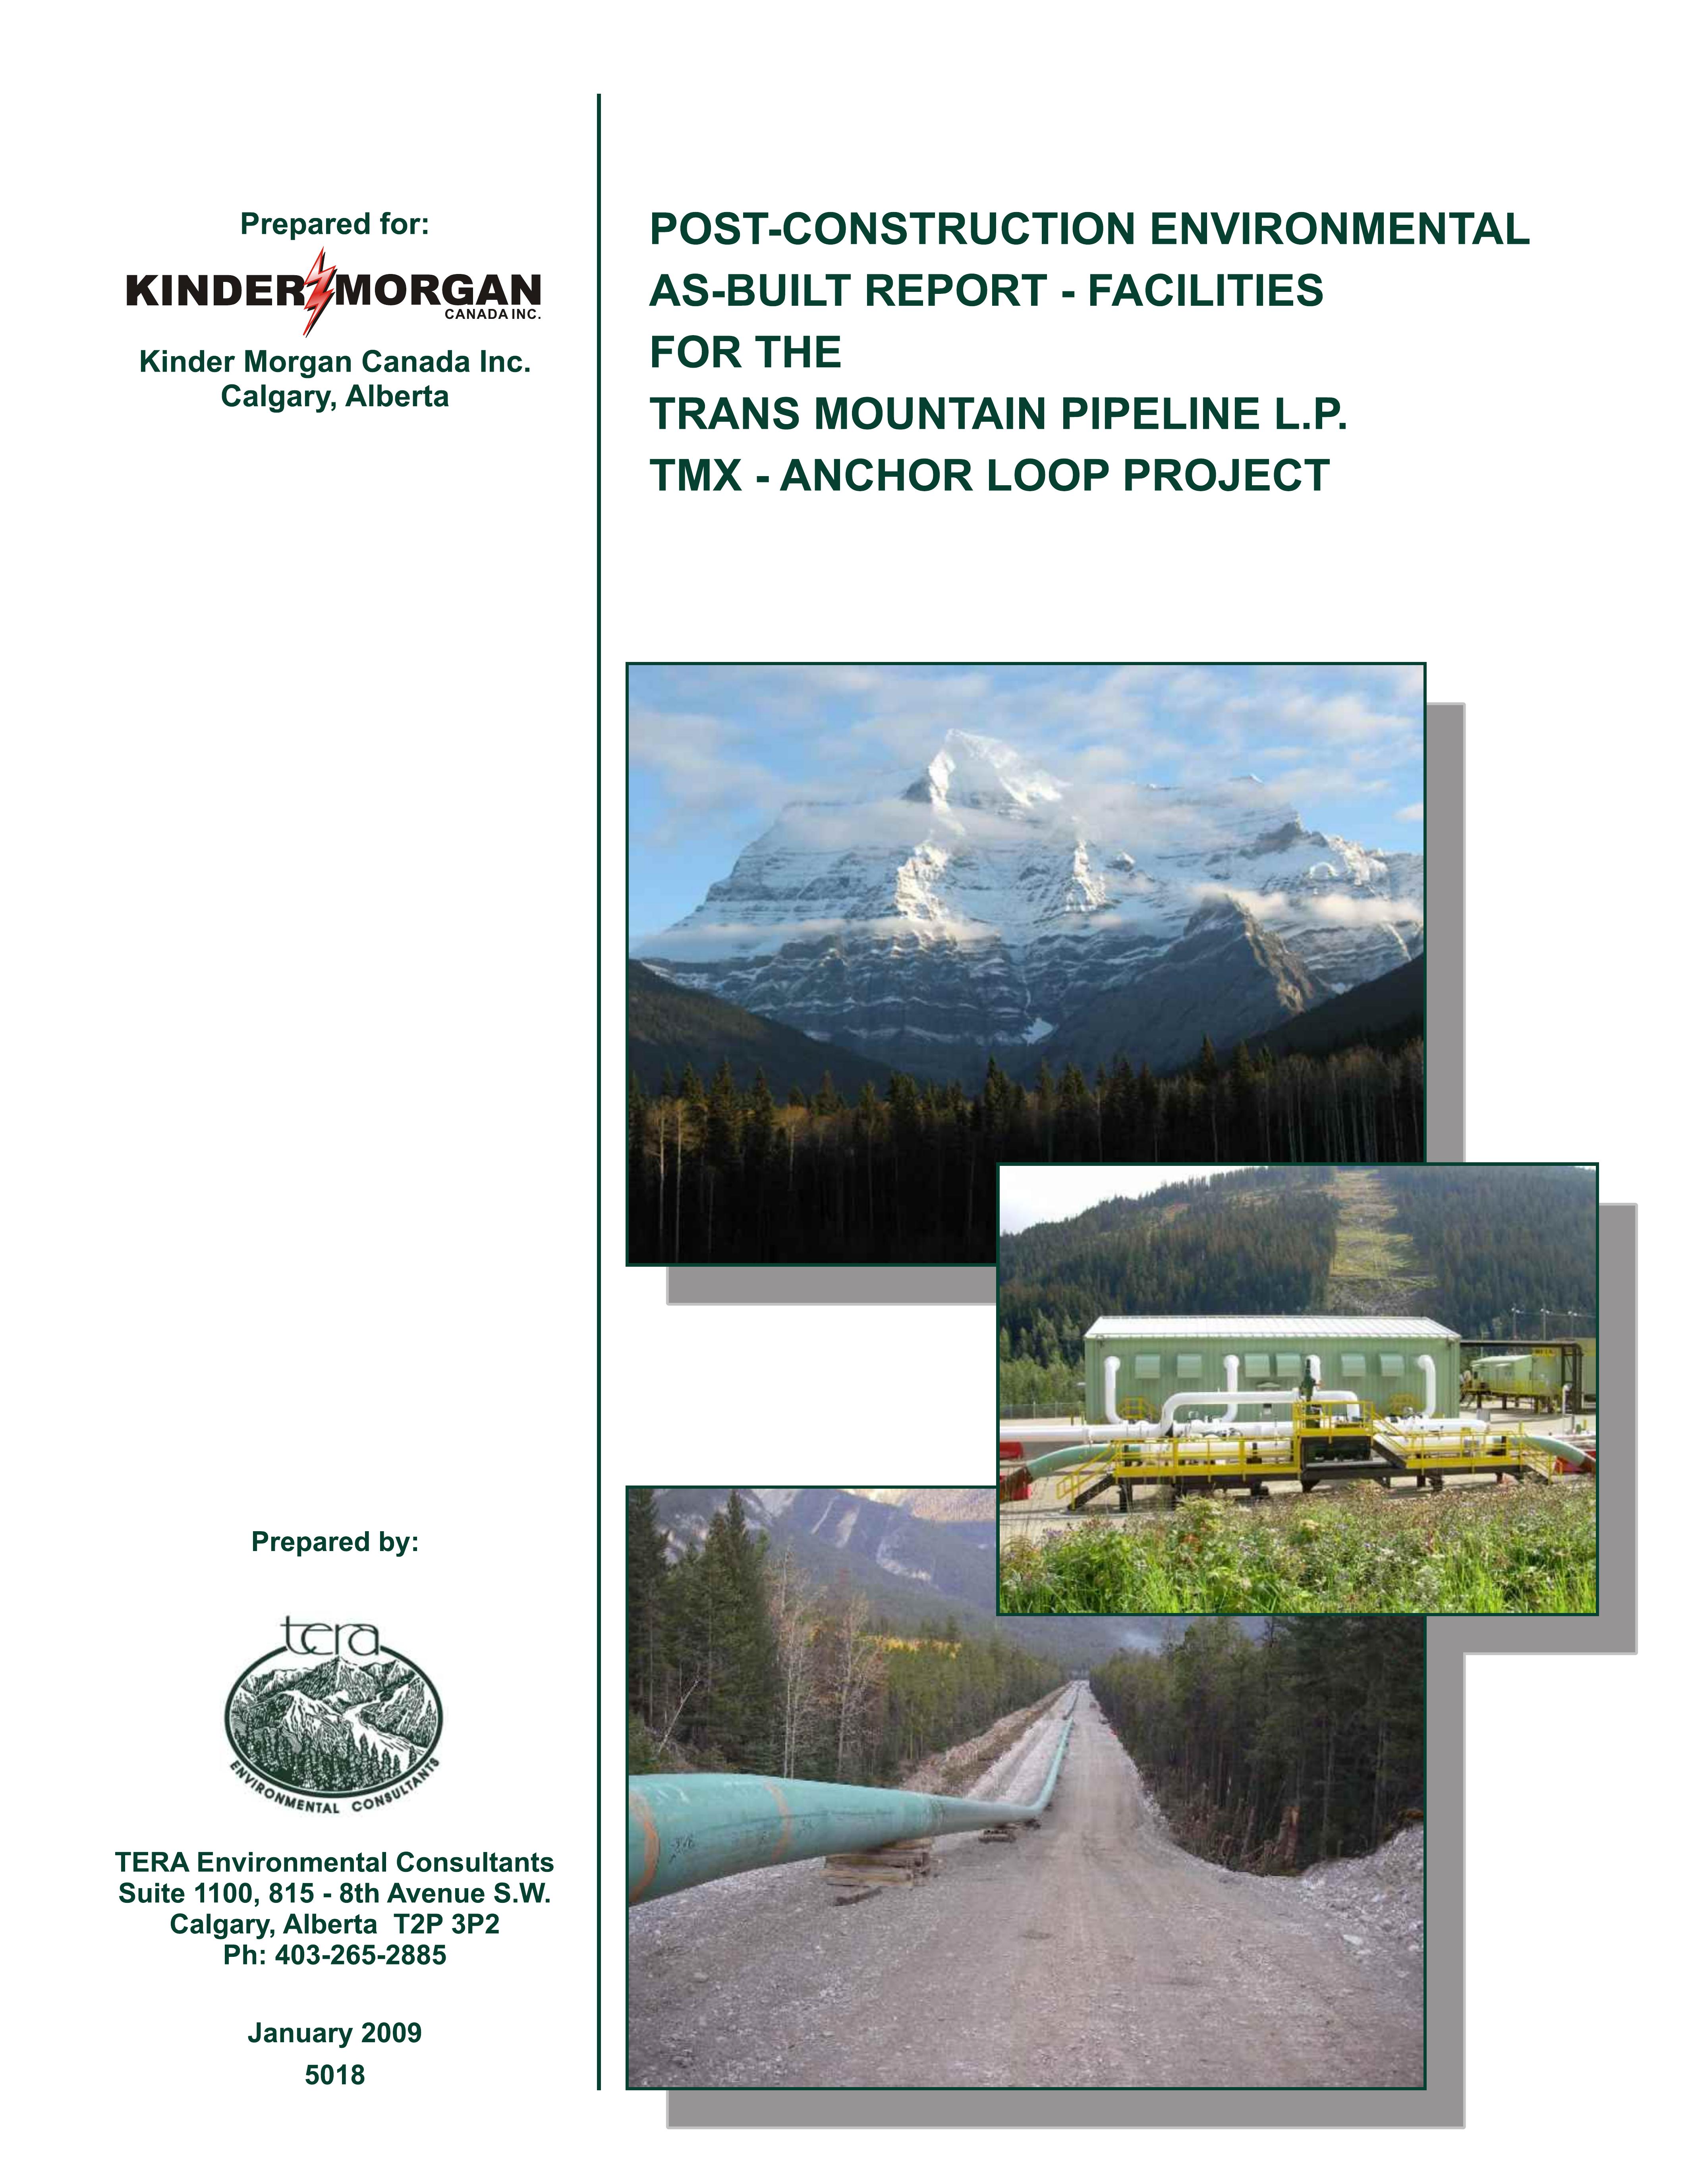 Prepared for:
KINDER MORGAN
CANADA INC.
Kinder Morgan Canada Inc.
Calgary, Alberta
POST-CONSTRUCTION ENVIRONMENTAL
AS-BUILT REPORT - FACILITIES
FOR THE
TRANS MOUNTAIN PIPELINE L.P.
TMX - ANCHOR LOOP PROJECT
Prepared by:
tera
ENVIRONMENTAL CONSULTANTS
TERA Environmental Consultants
Suite 1100, 815 - 8th Avenue S.W.
Calgary, Alberta T2P 3P2
Ph: 403-265-2885
January 2009
5018